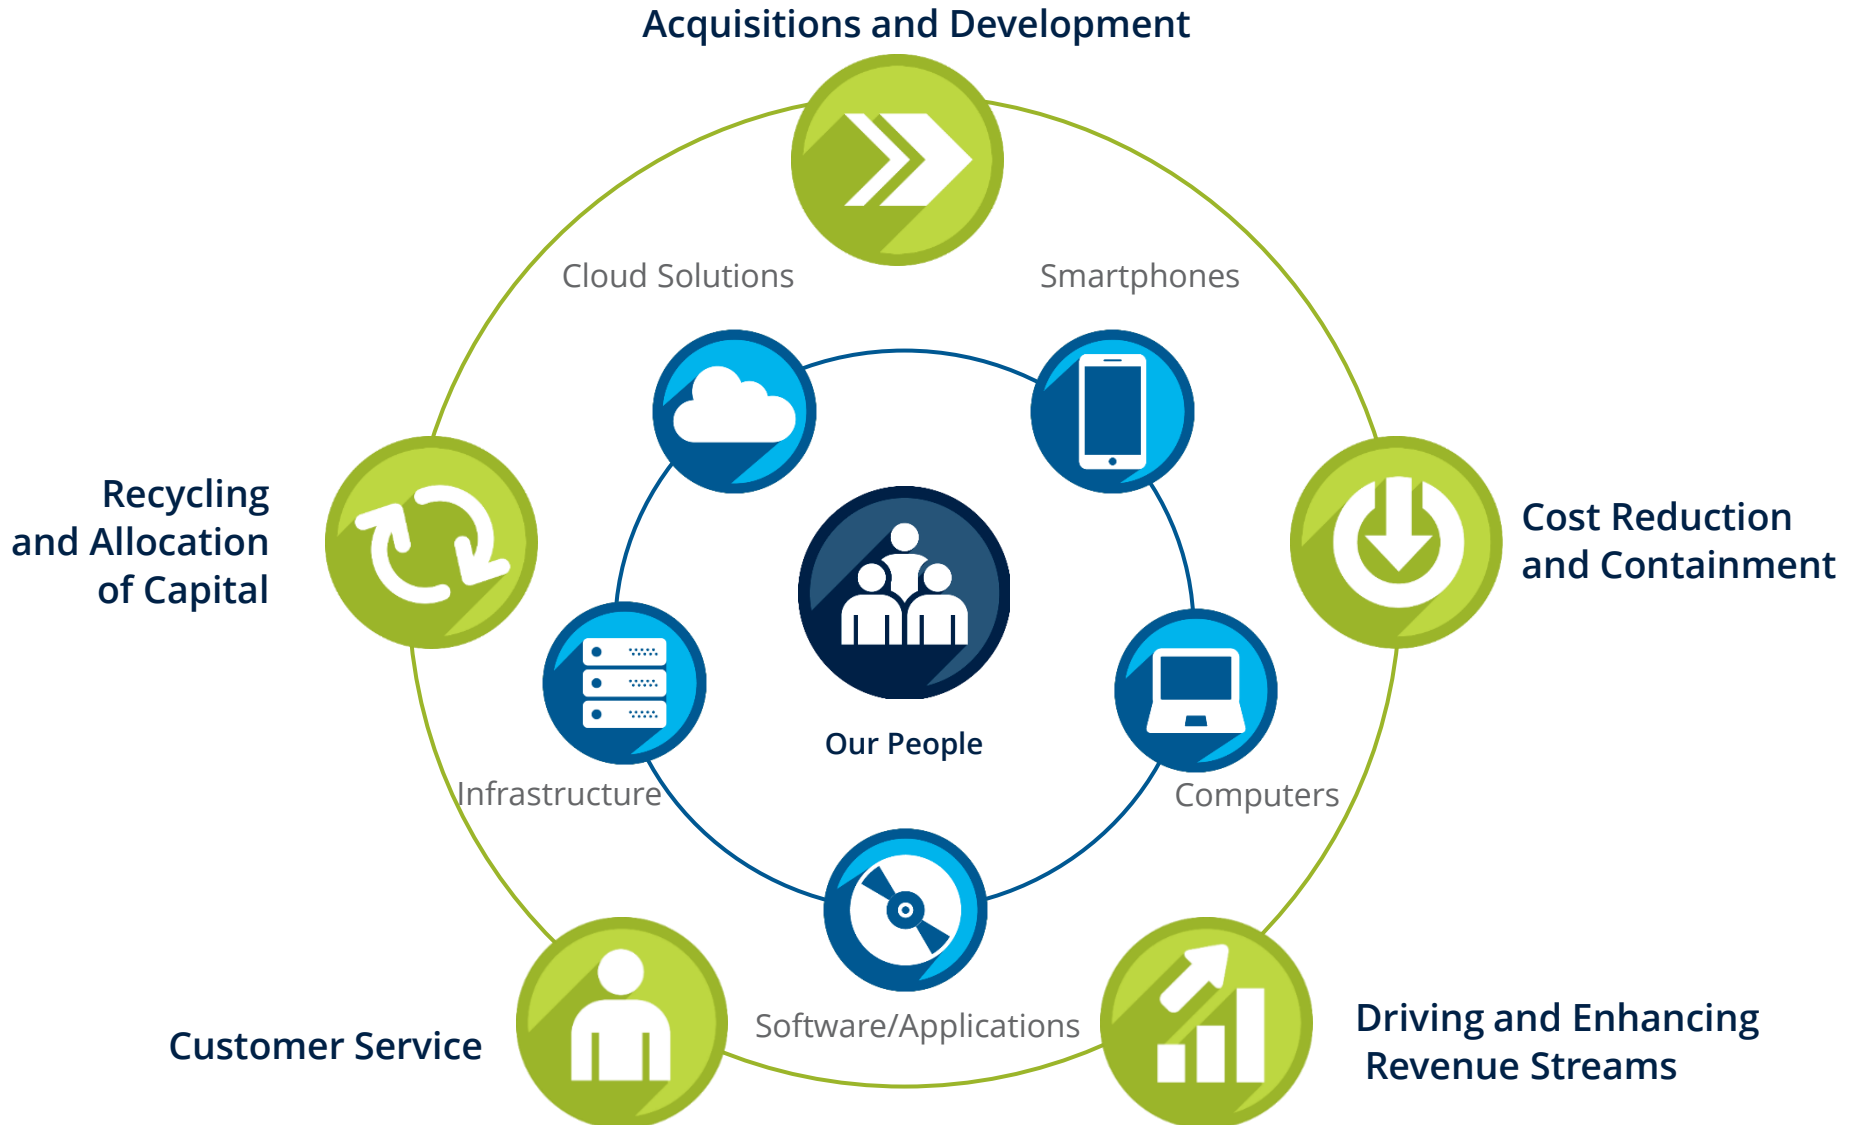 Acquisitions and Development
Cloud Solutions
Smartphones
Recycling
and Allocation
of Capital
Cost Reduction
and Containment
Our People
Infrastructure
Computers
Software/Applications
Customer Service
Driving and Enhancing
Revenue Streams